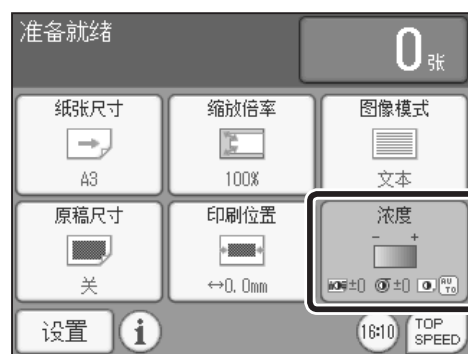 准备就绪
0张
纸张尺寸
A3
缩放倍率
100%
图像模式
文本
原稿尺寸
关
印刷位置
↔0. 0mm
浓度
- +
±0 ±0 AUTO
设置
i
16:10
TOP
SPEED